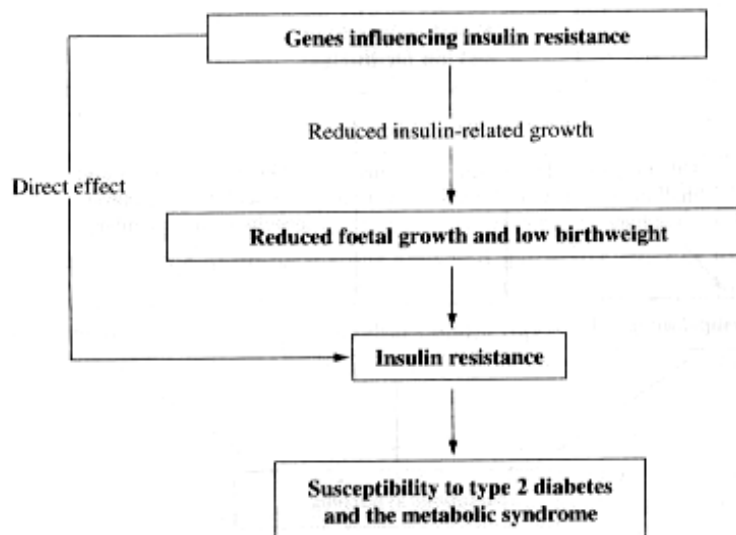 Genes influencing insulin resistance
Reduced insulin-related growth
Direct effect
Reduced foetal growth and low birthweight
Insulin resistance
Susceptibility to type 2 diabetes
and the metabolic syndrome